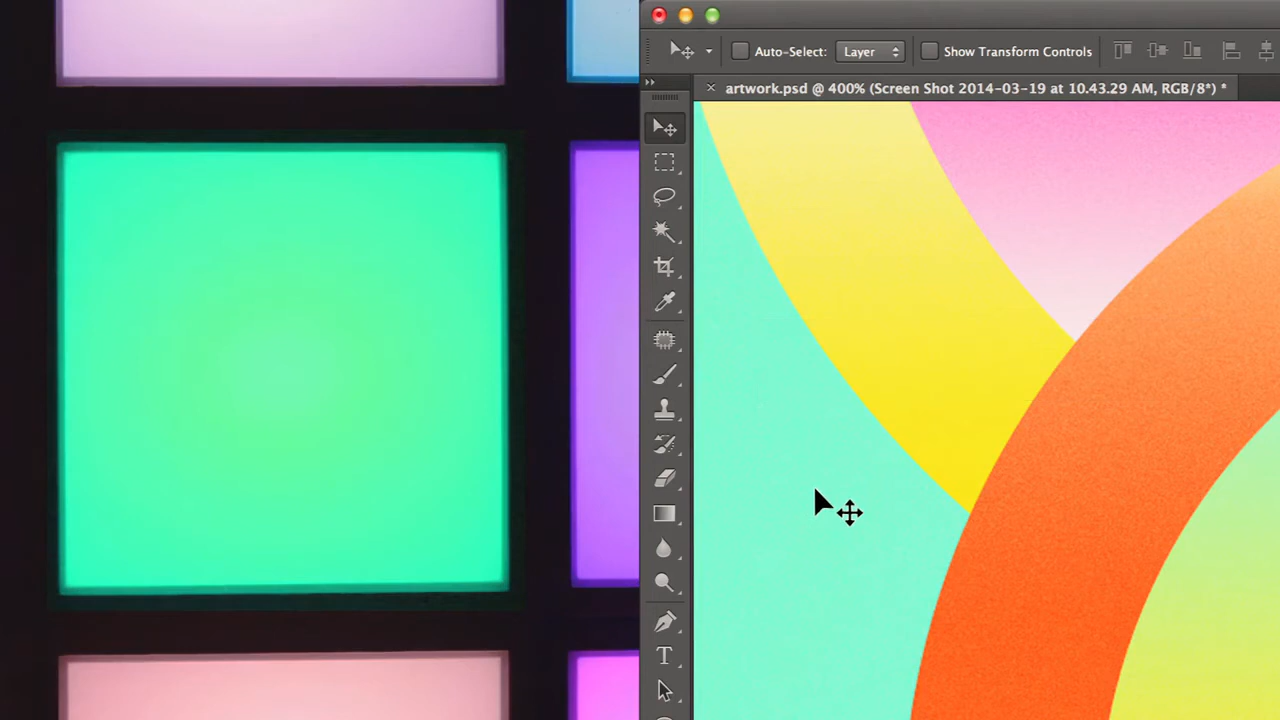 Auto-Select: Layer Show Transform Controls
artwork.psd @ 400% (Screen Shot 2014-03-19 at 10.43.29 AM, RGB/8*) *